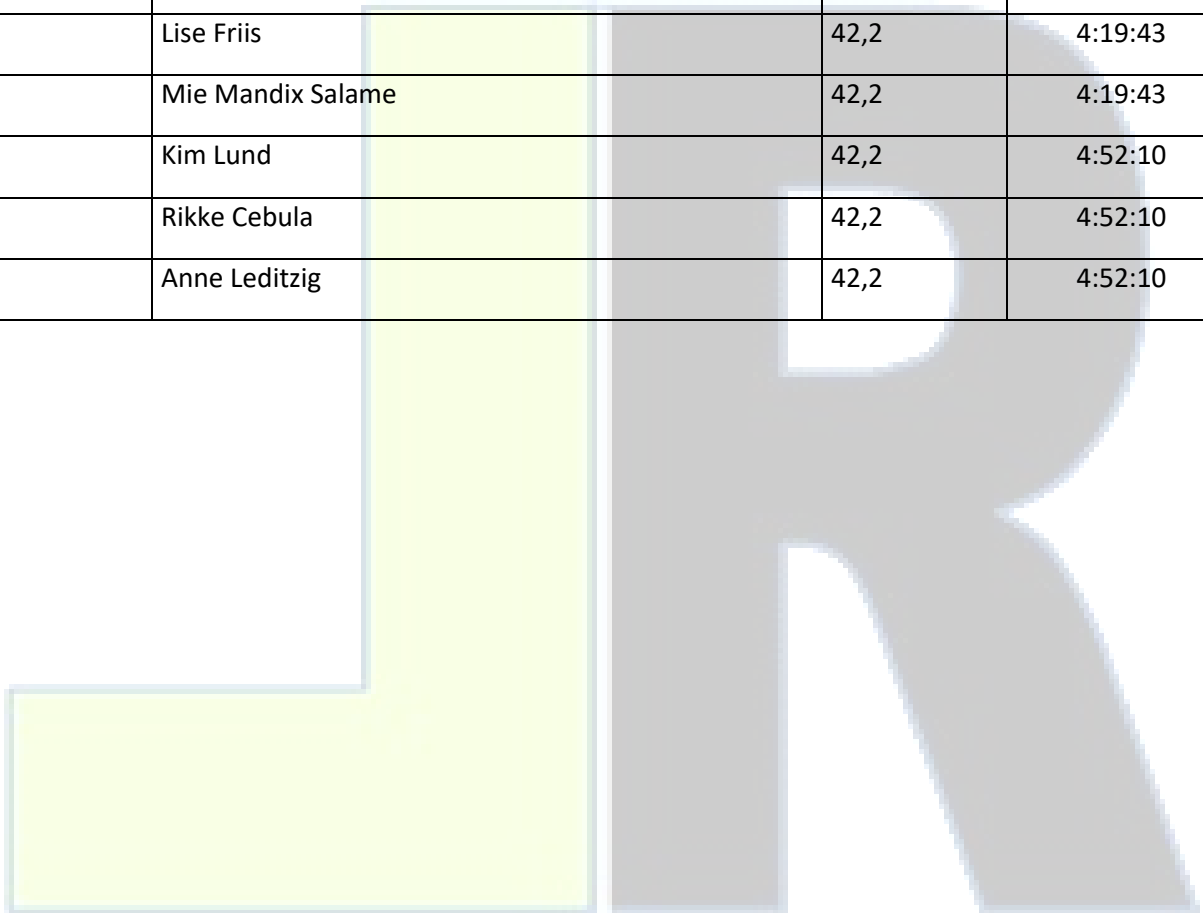 Lise Friis 42,2 4:19:43
Mie Mandix Salame 42,2 4:19:43
Kim Lund 42,2 4:52:10
Rikke Cebula 42,2 4:52:10
Anne Leditzig 42,2 4:52:10
JR